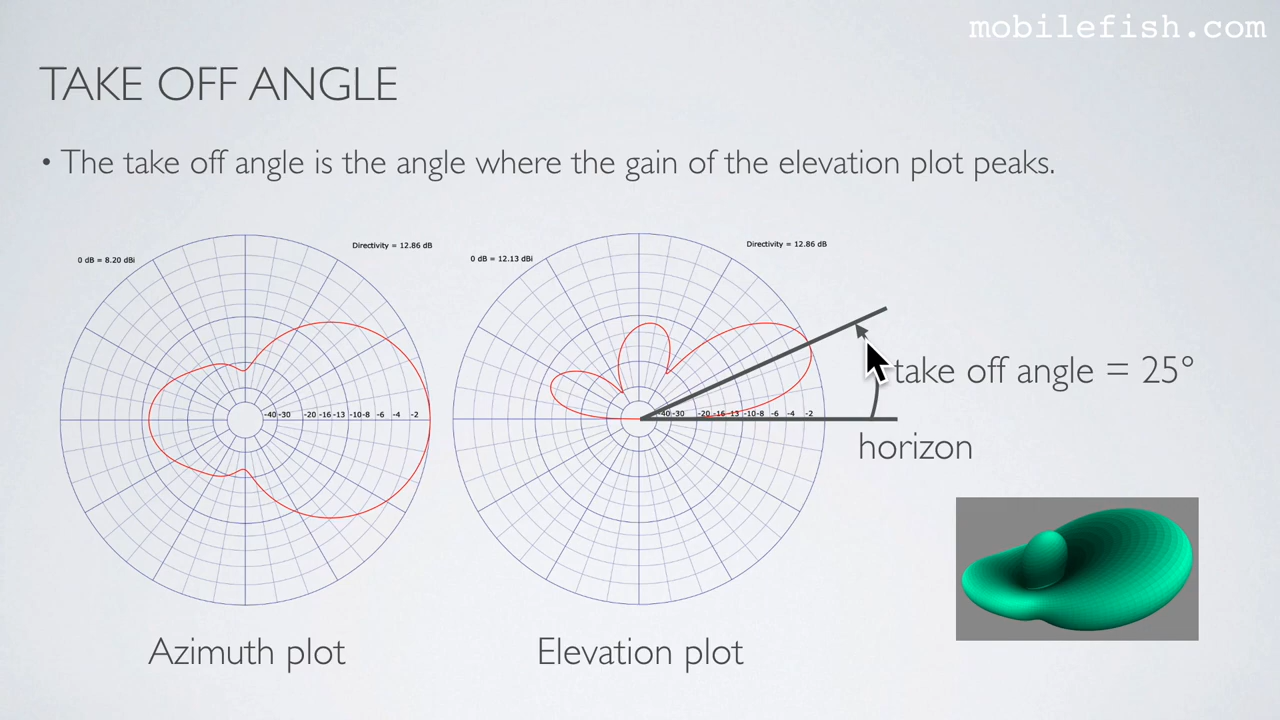 mobilefish.com
TAKE OFF ANGLE
• The take off angle is the angle where the gain of the elevation plot peaks.
0 dB = 8.20 dBi
Directivity = 12.86 dB
-40 -30 -20 -16 -13 -10 -8 -6 -4 -2
Azimuth plot
0 dB = 12.13 dBi
Directivity = 12.86 dB
-40 -30 -20 -16 -13 -10 -8 -6 -4 -2
take off angle = 25°
horizon
Elevation plot